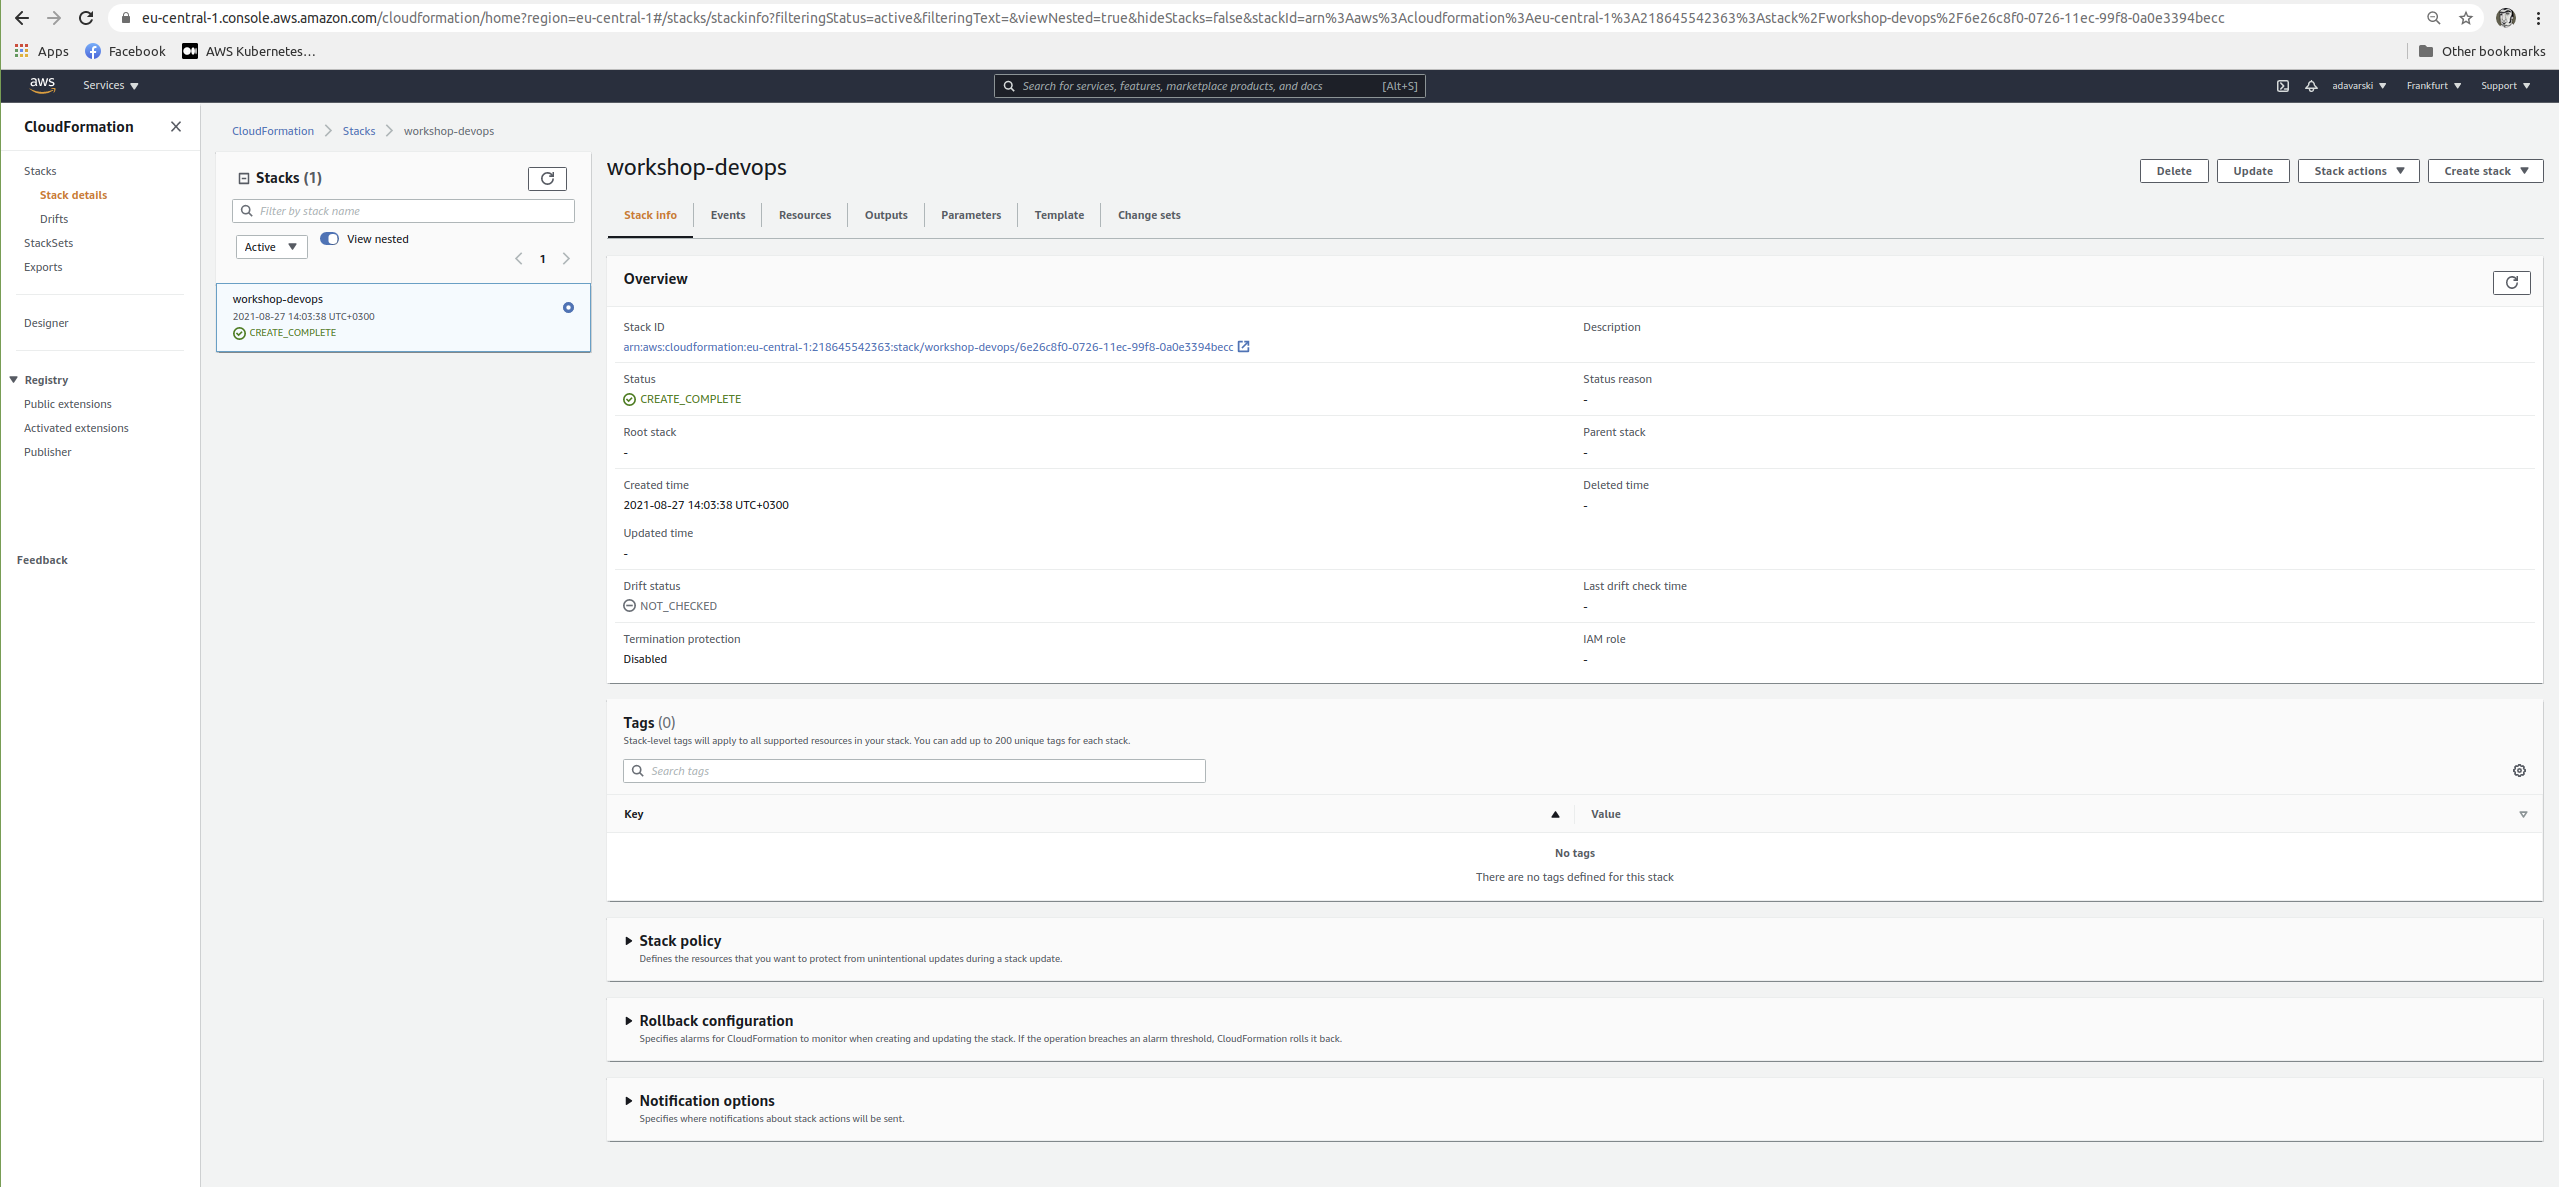 eu-central-1.console.aws.amazon.com/cloudformation/home?region=eu-central-1#/stacks/stackinfo?filteringStatus=active&filteringText=&viewNested=true&hideStacks=false&stackId=arn%3Aaws%3Acloudformation%3Aeu-central-1%3A218645542363%3Astack%2Fworkshop-devops%2F6e26c8f0-0726-11ec-99f8-0a0e3394becc
Apps Facebook AWS Kubernetes... Other bookmarks
aws Services Search for services, features, marketplace products, and docs [Alt+S] adavarski Frankfurt Support
CloudFormation
Stacks
Stack details
Drifts
StackSets
Exports
Designer
Registry
Public extensions
Activated extensions
Publisher
Feedback
CloudFormation Stacks workshop-devops
Stacks (1)
Filter by stack name
Active View nested
1
workshop-devops
2021-08-27 14:03:38 UTC+0300
CREATE_COMPLETE
workshop-devops
Delete Update Stack actions Create stack
Stack info Events Resources Outputs Parameters Template Change sets
Overview
Stack ID Description
arn:aws:cloudformation:eu-central-1:218645542363:stack/workshop-devops/6e26c8f0-0726-11ec-99f8-0a0e3394becc
Status Status reason
CREATE_COMPLETE -
Root stack Parent stack
- -
Created time Deleted time
2021-08-27 14:03:38 UTC+0300 -
Updated time
-
Drift status Last drift check time
NOT_CHECKED -
Termination protection IAM role
Disabled -
Tags (0)
Stack-level tags will apply to all supported resources in your stack. You can add up to 200 unique tags for each stack.
Search tags
Key Value
No tags
There are no tags defined for this stack
Stack policy
Defines the resources that you want to protect from unintentional updates during a stack update.
Rollback configuration
Specifies alarms for CloudFormation to monitor when creating and updating the stack. If the operation breaches an alarm threshold, CloudFormation rolls it back.
Notification options
Specifies where notifications about stack actions will be sent.